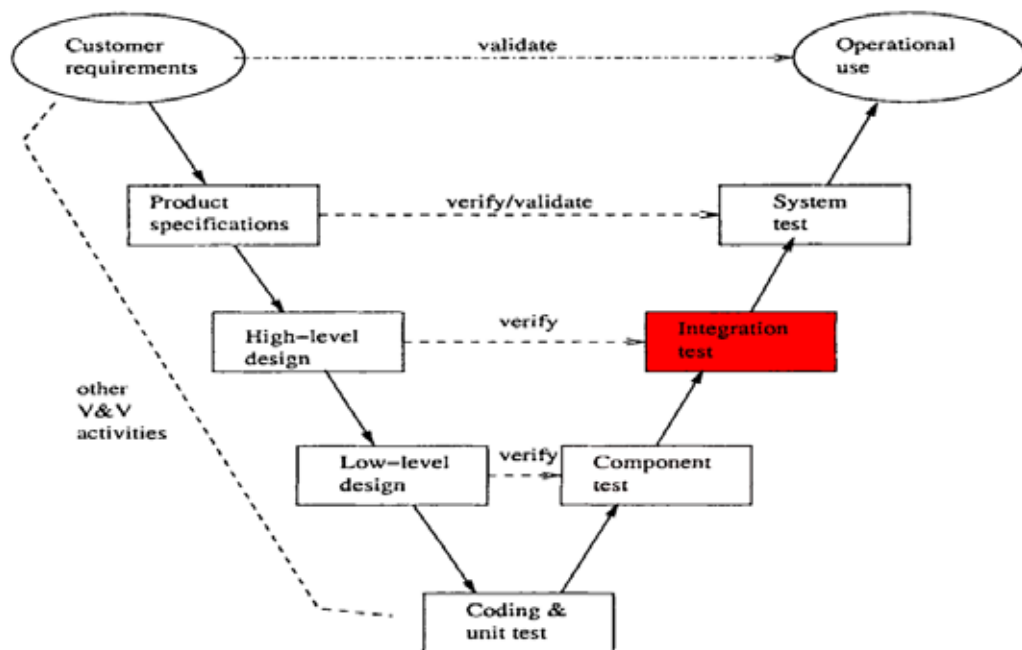 Customer
requirements
validate
Operational
use
Product
specifications
verify/validate
System
test
High-level
design
verify
Integration
test
other
V&V
activities
Low-level
design
verify
Component
test
Coding &
unit test